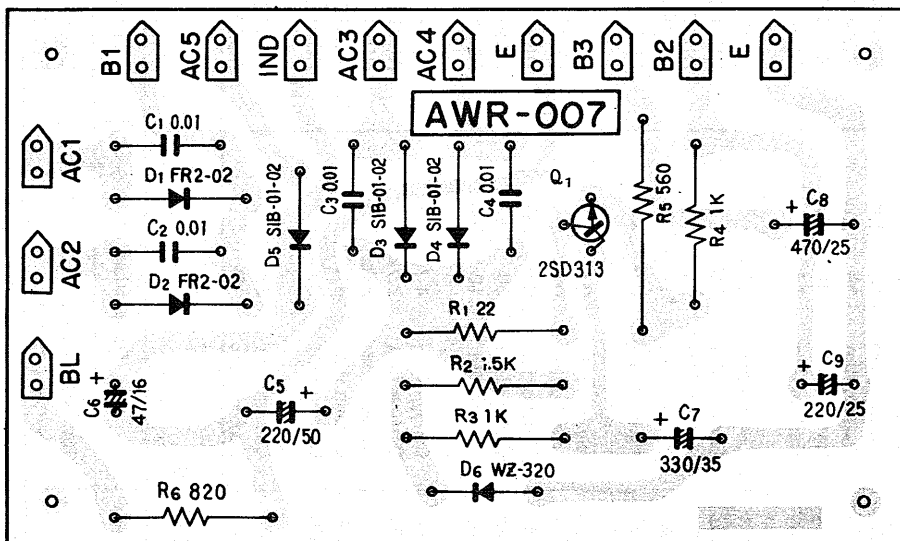 B1 AC5 IND AC3 AC4 E B3 B2 E
AWR-007
AC1
C1 0.01
D1 FR2-02
C2 0.01
AC2
D2 FR2-02
D5 SIB-01-02
C3 0.01
D3 SIB-01-02
D4 SIB-01-02
C4 0.01
Q1
2SD313
R5 560
R4 1K
+ C8
470/25
R1 22
R2 1.5K
R3 1K
D6 WZ-320
BL
+
C6 47/16
C5 +
220/50
+ C7
330/35
+ C9
220/25
R6 820